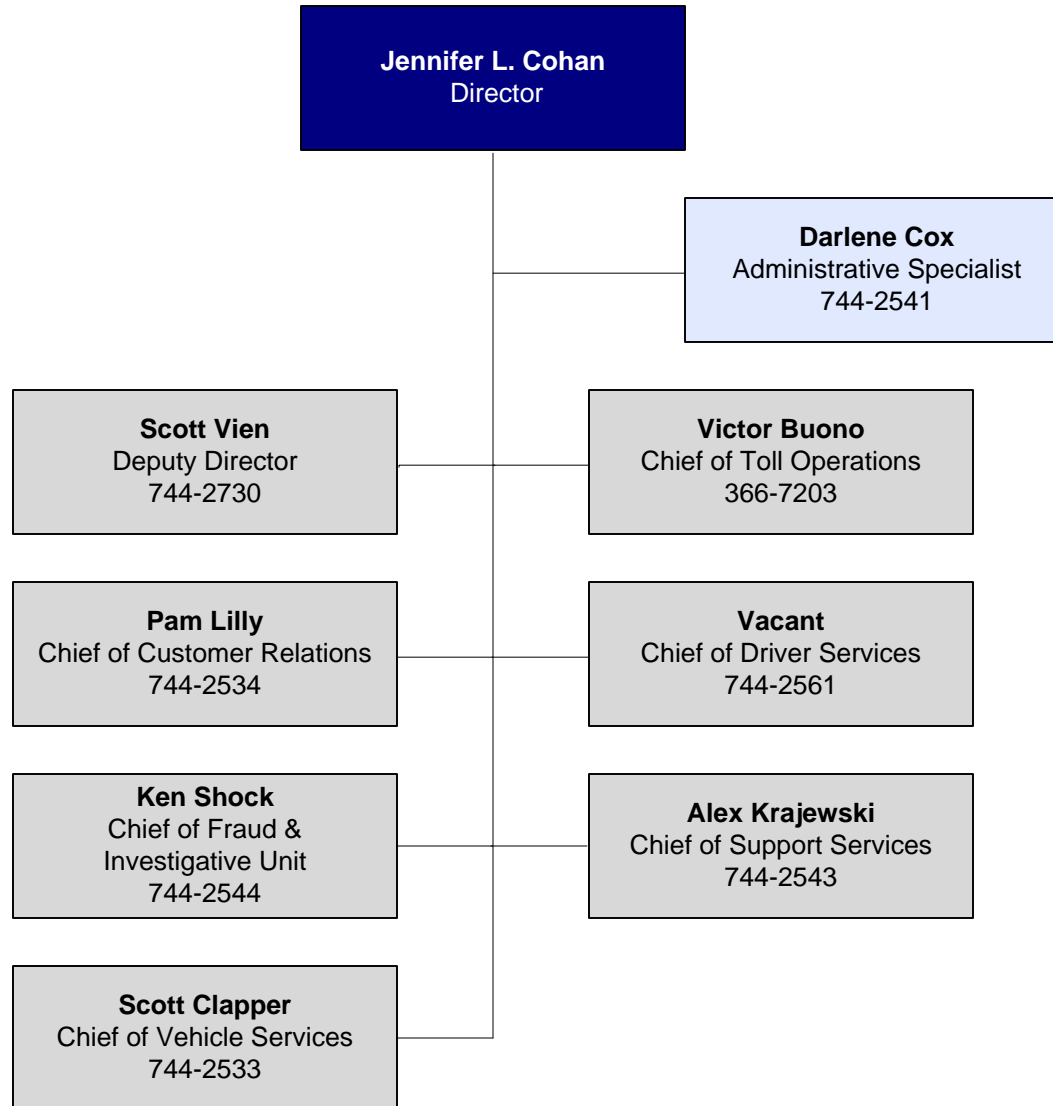 Jennifer L. Cohan
Director
Darlene Cox
Administrative Specialist
744-2541
Scott Vien
Deputy Director
744-2730
Victor Buono
Chief of Toll Operations
366-7203
Pam Lilly
Chief of Customer Relations
744-2534
Vacant
Chief of Driver Services
744-2561
Ken Shock
Chief of Fraud &
Investigative Unit
744-2544
Alex Krajewski
Chief of Support Services
744-2543
Scott Clapper
Chief of Vehicle Services
744-2533